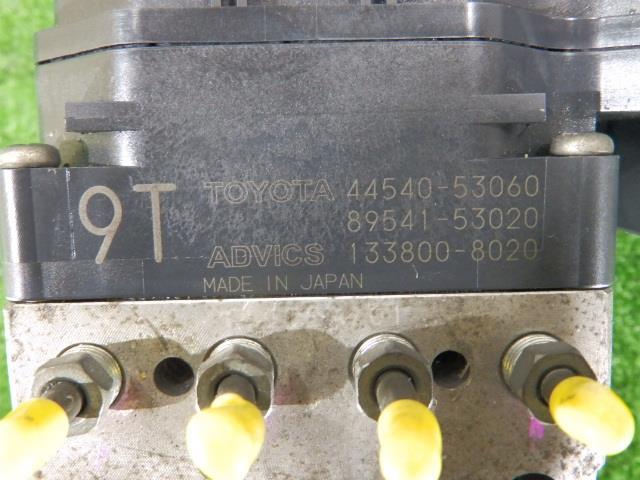 9T
TOYOTA 44540-53060
89541-53020
ADVICS 133800-8020
MADE IN JAPAN